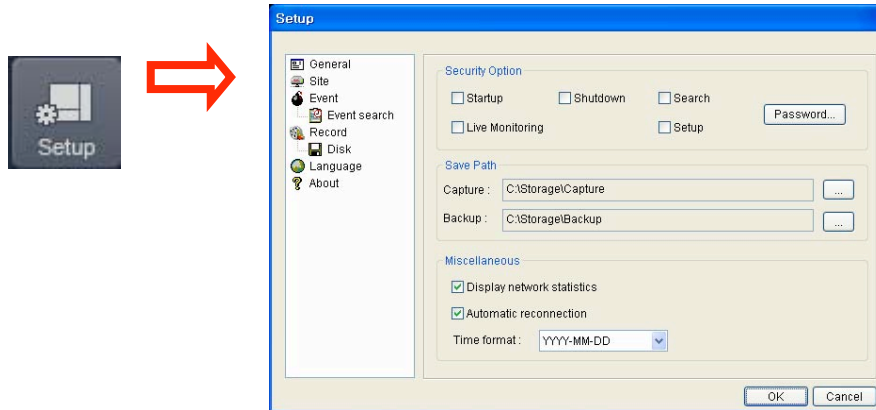 Setup
Setup
General
Site
Event
Event search
Record
Disk
Language
About
Security Option
Startup
Shutdown
Search
Live Monitoring
Setup
Password...
Save Path
Capture : C:\Storage\Capture ...
Backup : C:\Storage\Backup ...
Miscellaneous
Display network statistics
Automatic reconnection
Time format : YYYY-MM-DD
OK Cancel